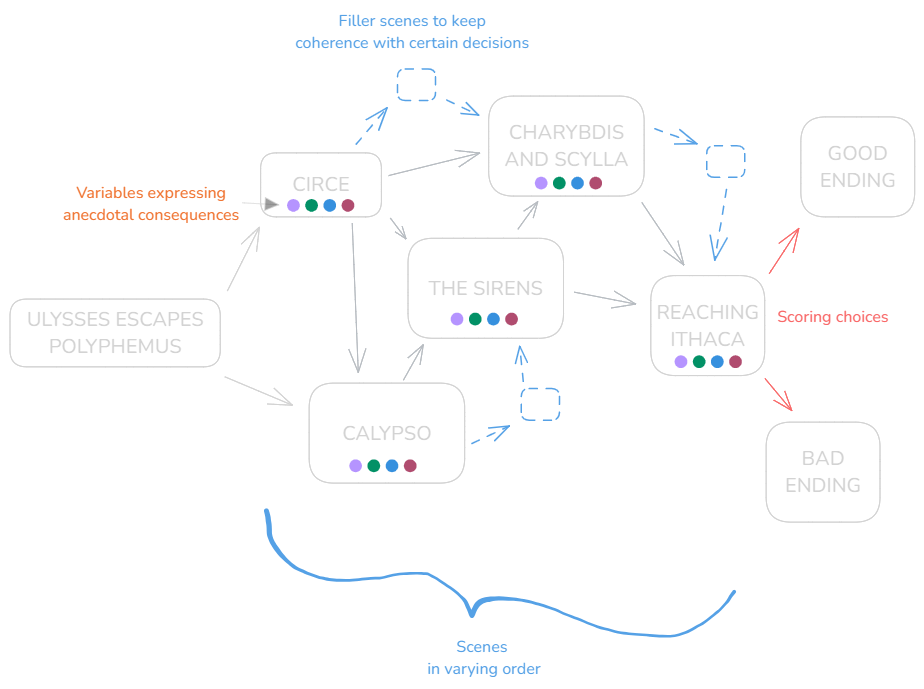 Filler scenes to keep
coherence with certain decisions
CHARYBDIS
AND SCYLLA
GOOD
ENDING
CIRCE
Variables expressing
anecdotal consequences
THE SIRENS
ULYSSES ESCAPES
POLYPHEMUS
REACHING
ITHACA
Scoring choices
CALYPSO
BAD
ENDING
Scenes
in varying order